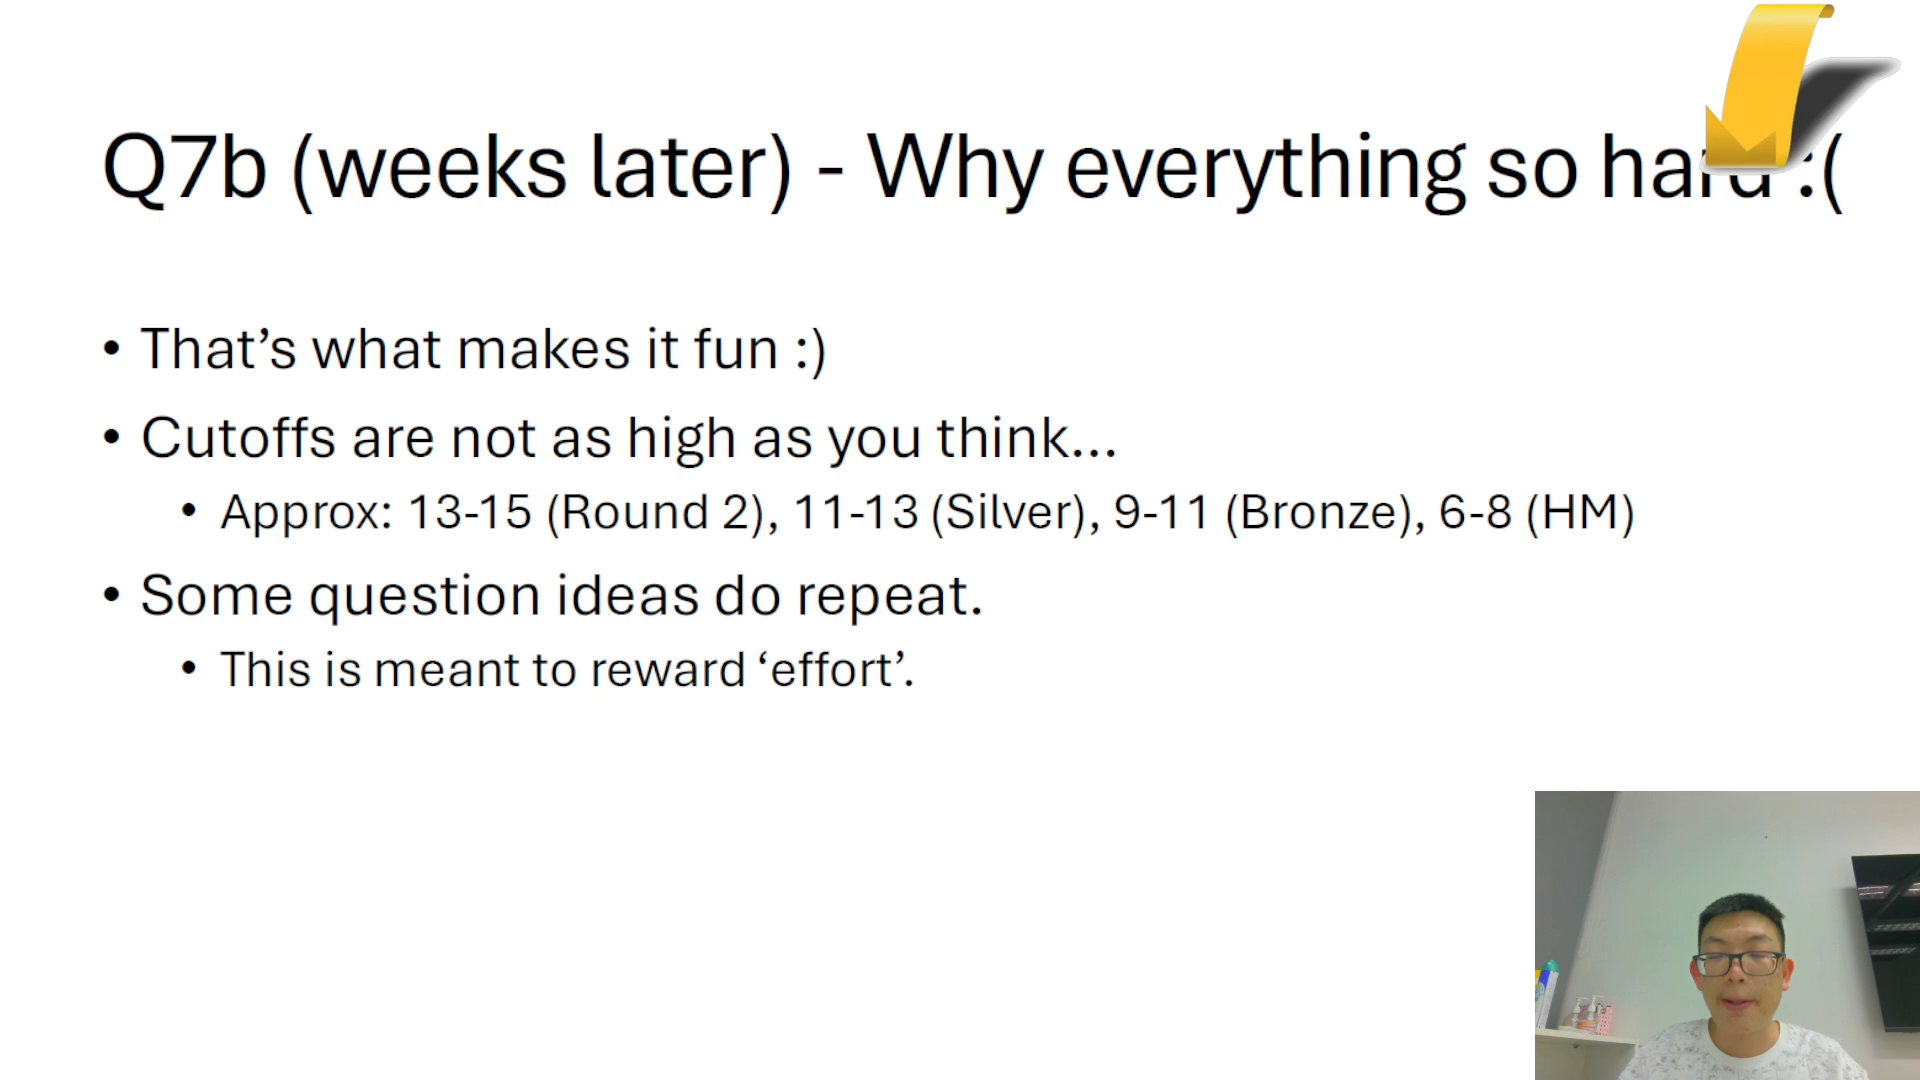 Q7b (weeks later) - Why everything so hard :(
• That’s what makes it fun :)
• Cutoffs are not as high as you think...
• Approx: 13-15 (Round 2), 11-13 (Silver), 9-11 (Bronze), 6-8 (HM)
• Some question ideas do repeat.
• This is meant to reward ‘effort’.